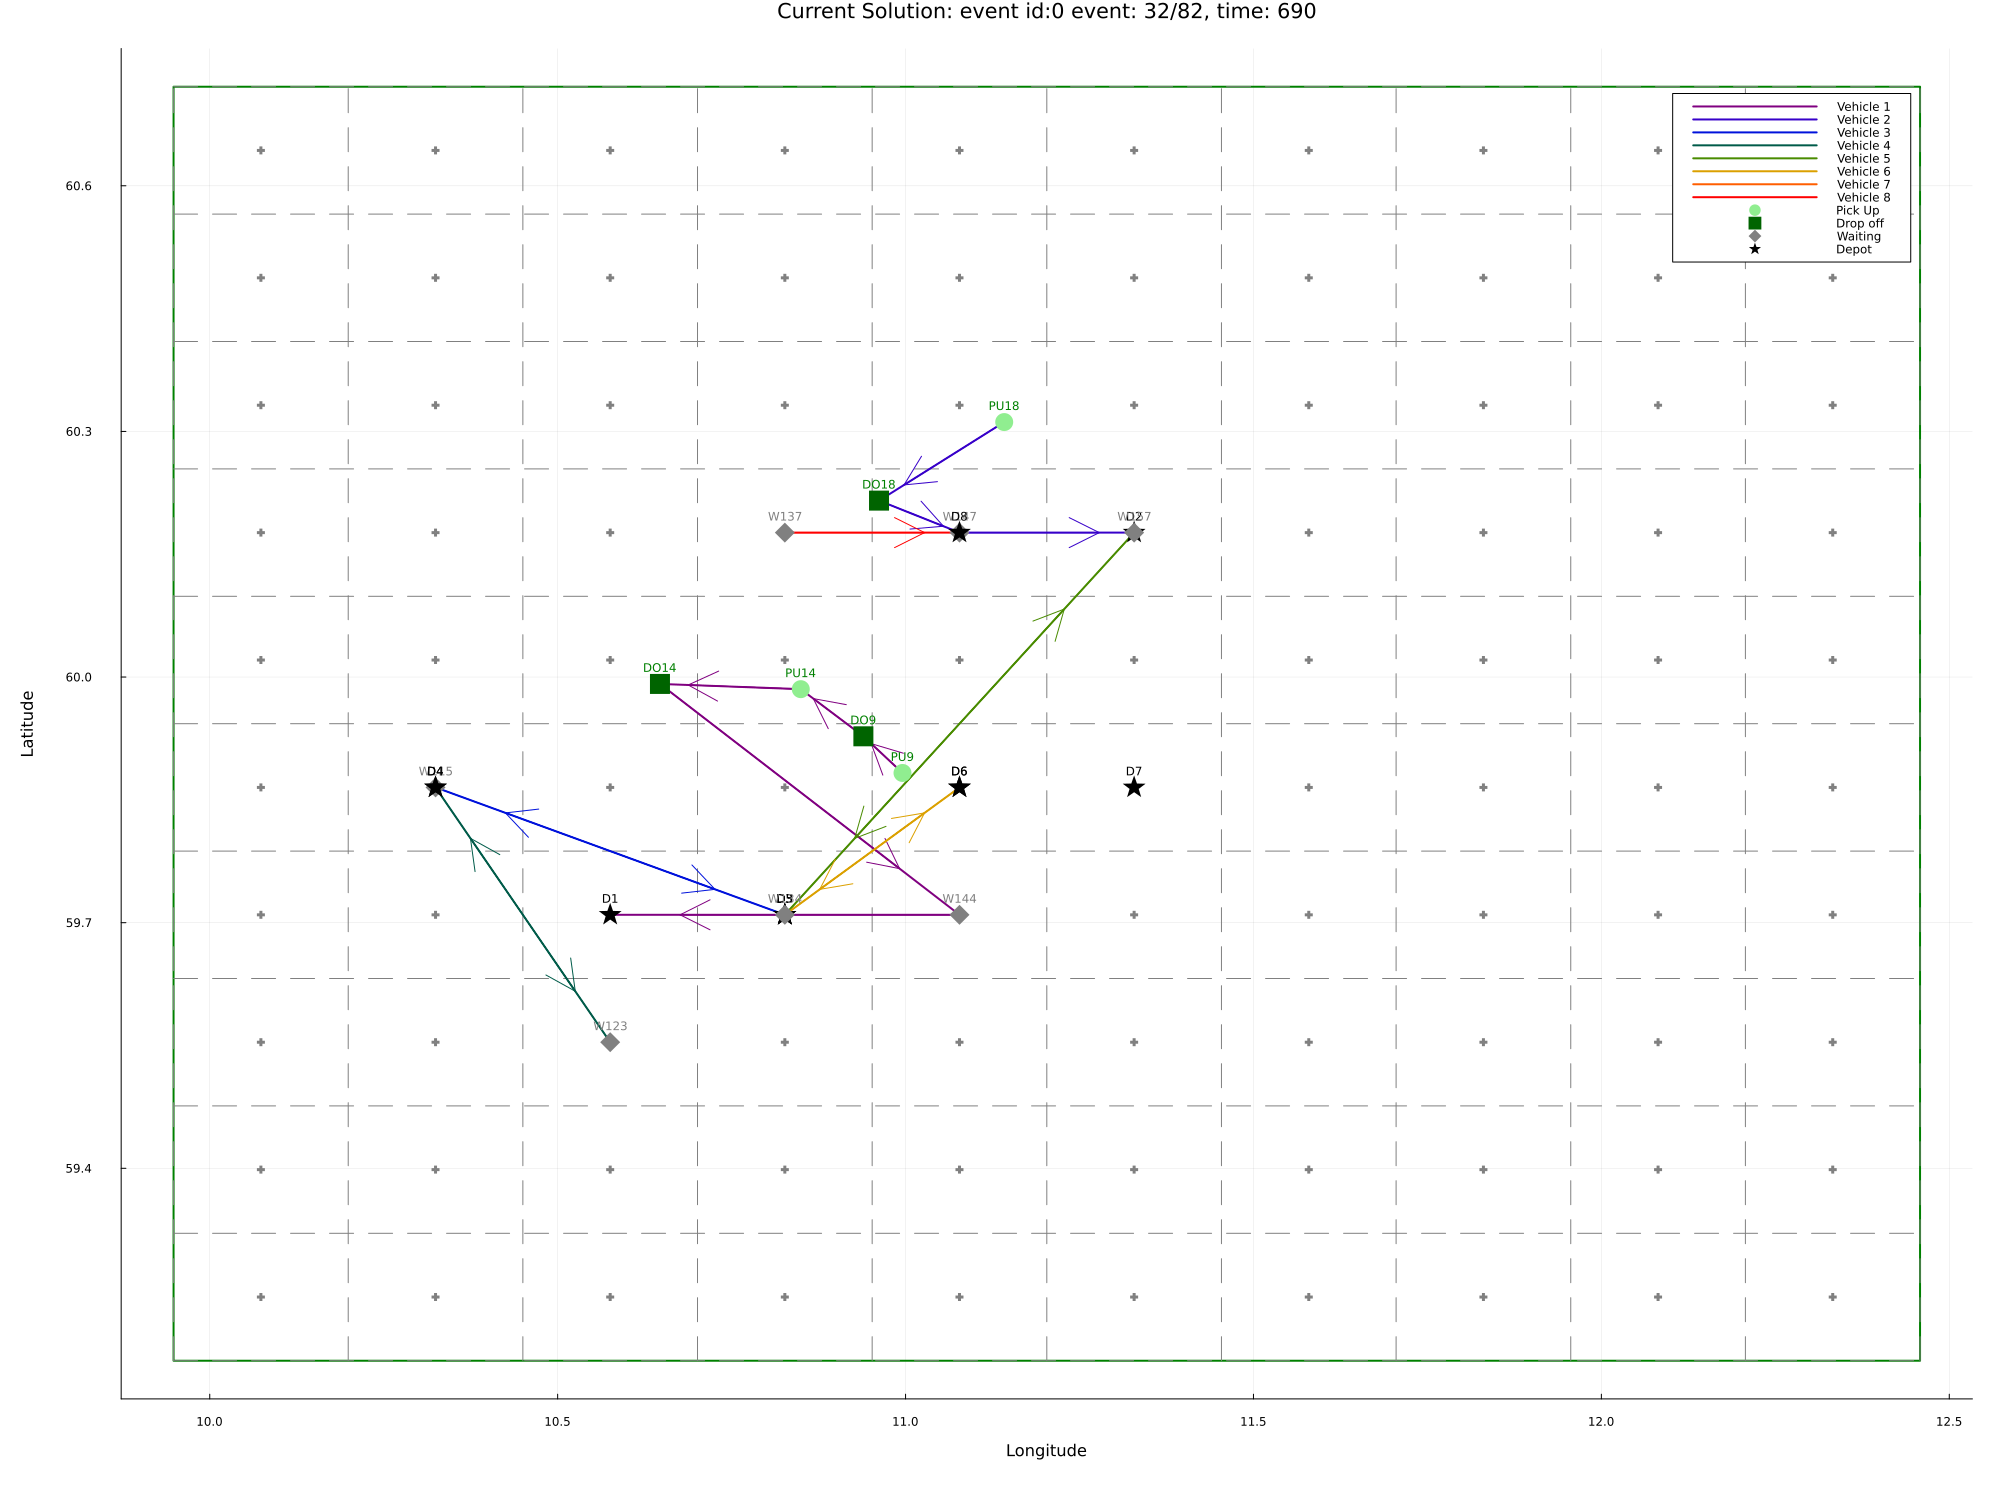 Current Solution: event id:0 event: 32/82, time: 690
Vehicle 1
Vehicle 2
Vehicle 3
Vehicle 4
Vehicle 5
Vehicle 6
Vehicle 7
Vehicle 8
Pick Up
Drop off
Waiting
Depot
60.6
60.3
60.0
59.7
59.4
Latitude
PU18
DO18
W137
D8
D2
DO14
PU14
DO9
PU9
D4
D6
D7
D1
W144
W123
10.0
10.5
11.0
11.5
12.0
12.5
Longitude